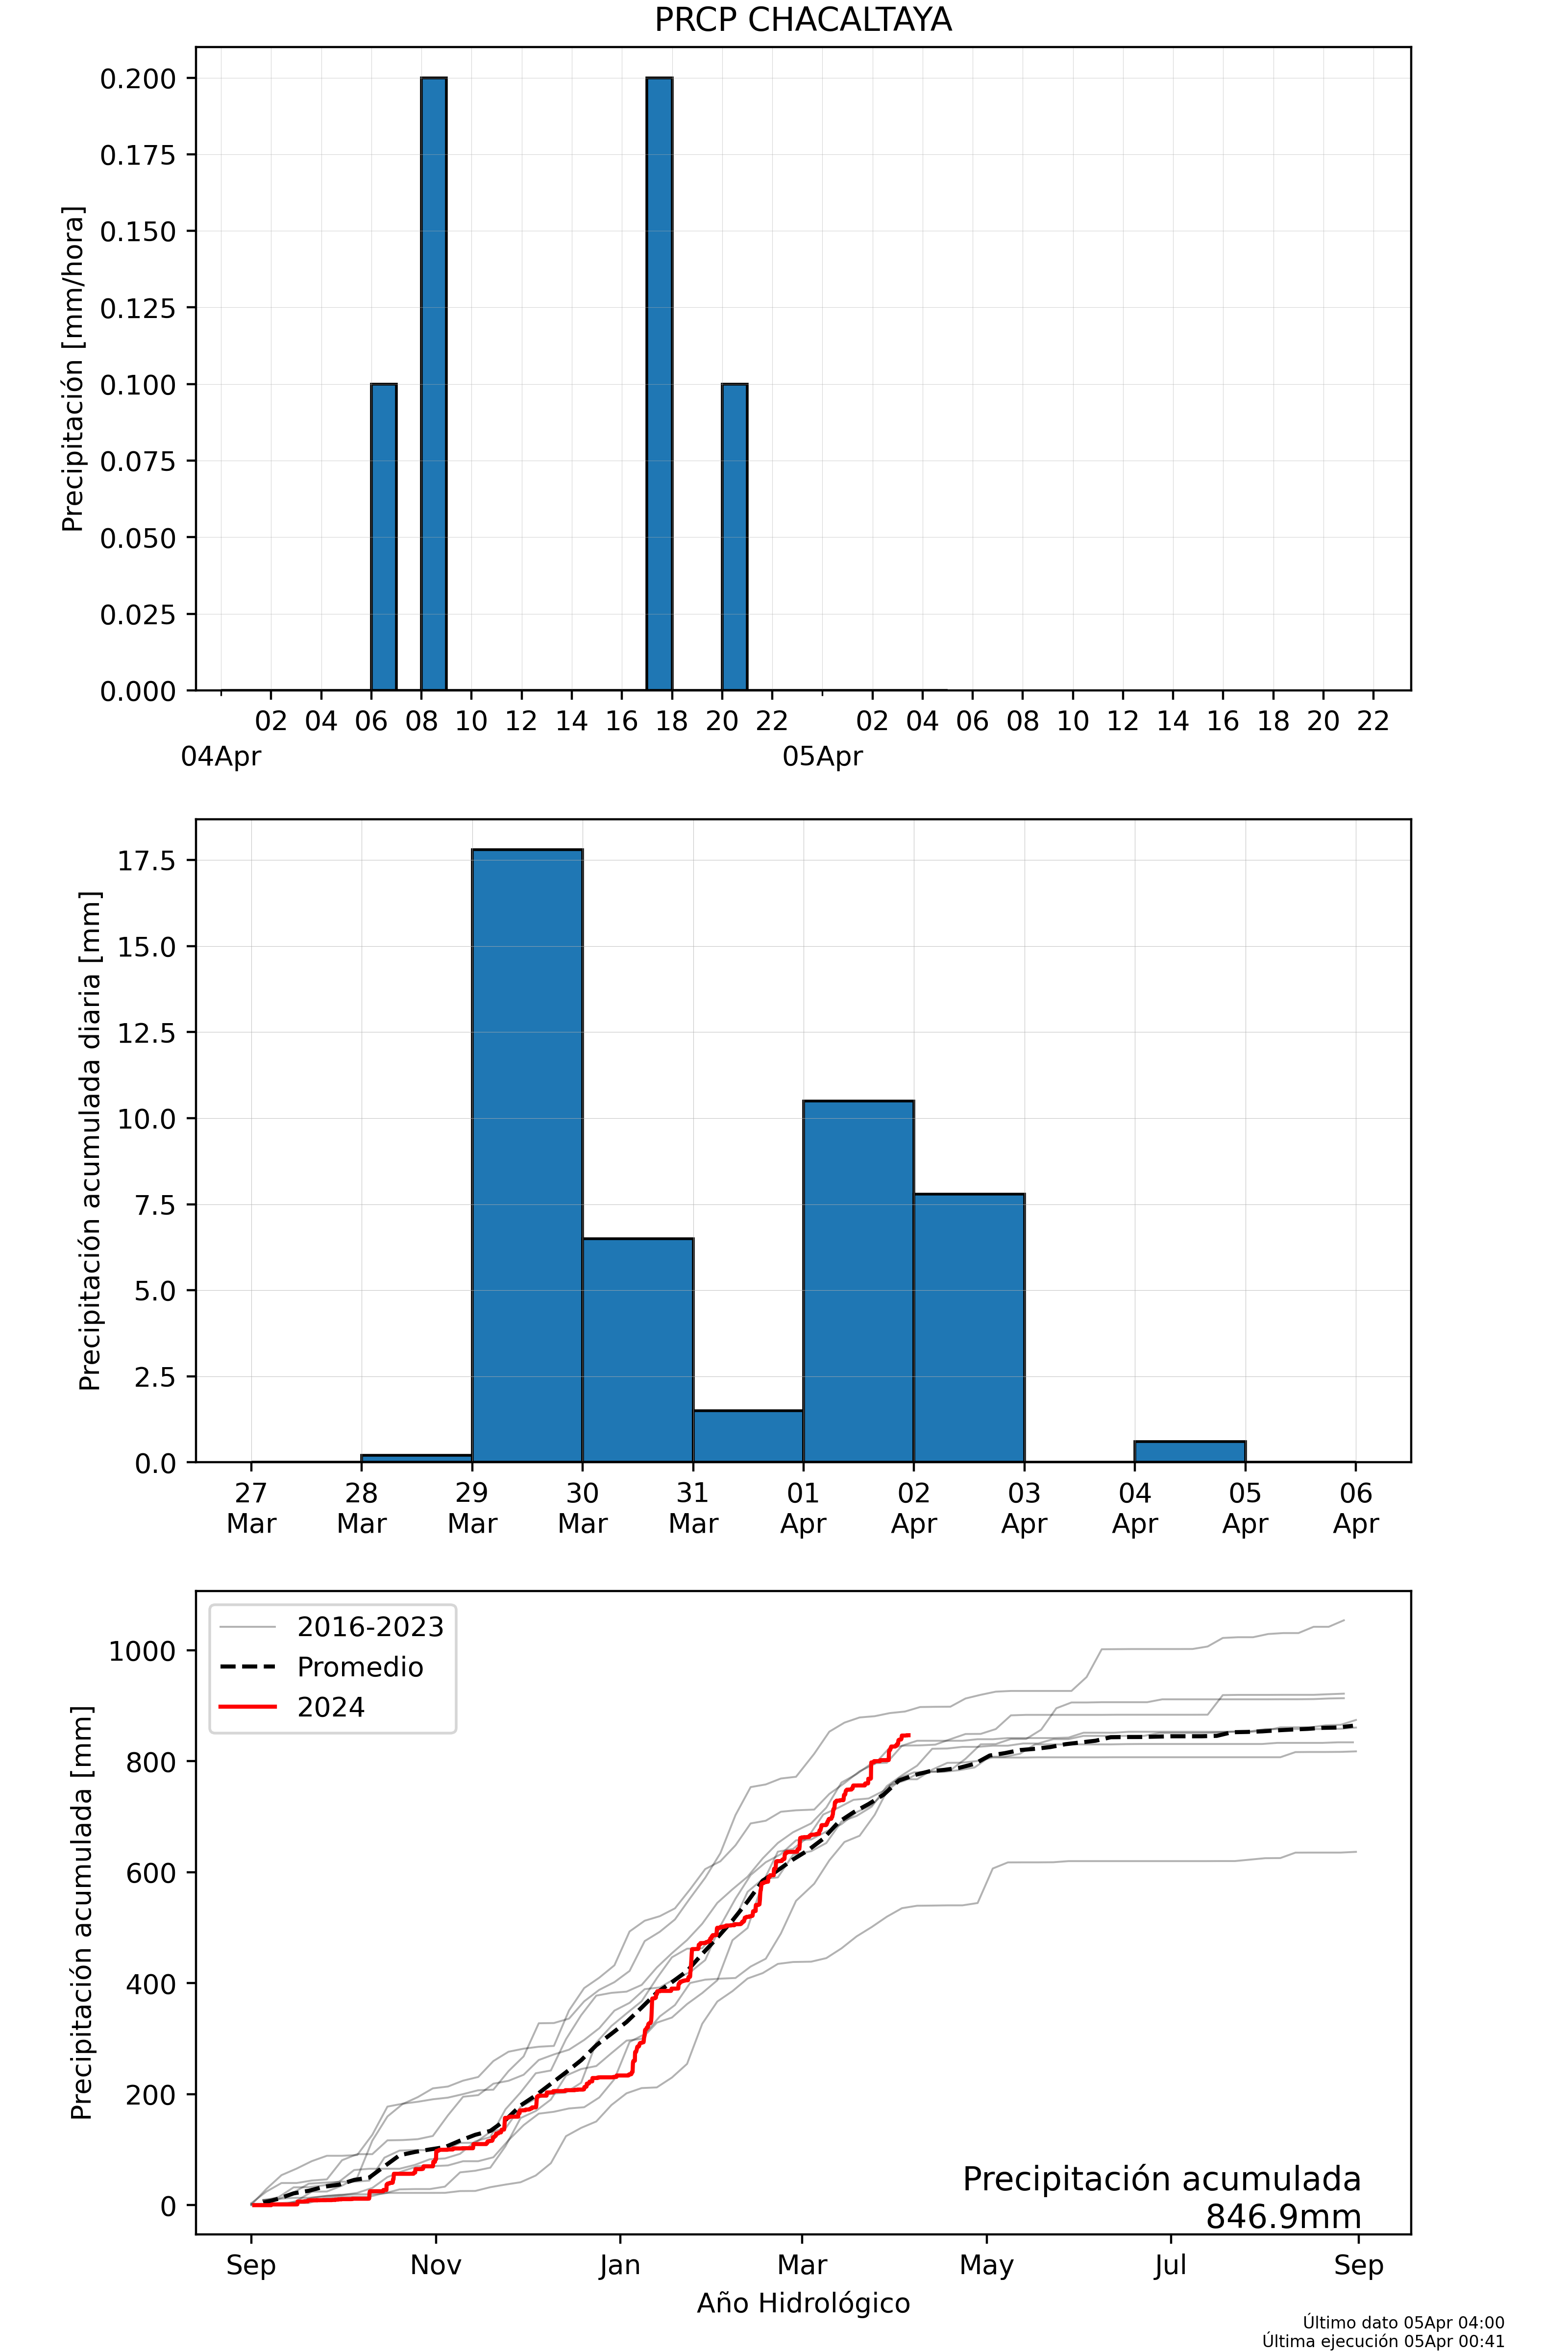 PRCP CHACALTAYA
Precipitación [mm/hora]
0.200
0.175
0.150
0.125
0.100
0.075
0.050
0.025
0.000
02 04 06 08 10 12 14 16 18 20 22 02 04 06 08 10 12 14 16 18 20 22
04Apr 05Apr
Precipitación acumulada diaria [mm]
17.5
15.0
12.5
10.0
7.5
5.0
2.5
0.0
27 28 29 30 31 01 02 03 04 05 06
Mar Mar Mar Mar Mar Apr Apr Apr Apr Apr Apr
Precipitación acumulada [mm]
1000
800
600
400
200
0
2016-2023
Promedio
2024
Precipitación acumulada
846.9mm
Sep Nov Jan Mar May Jul Sep
Año Hidrológico
Último dato 05Apr 04:00
Última ejecución 05Apr 00:41